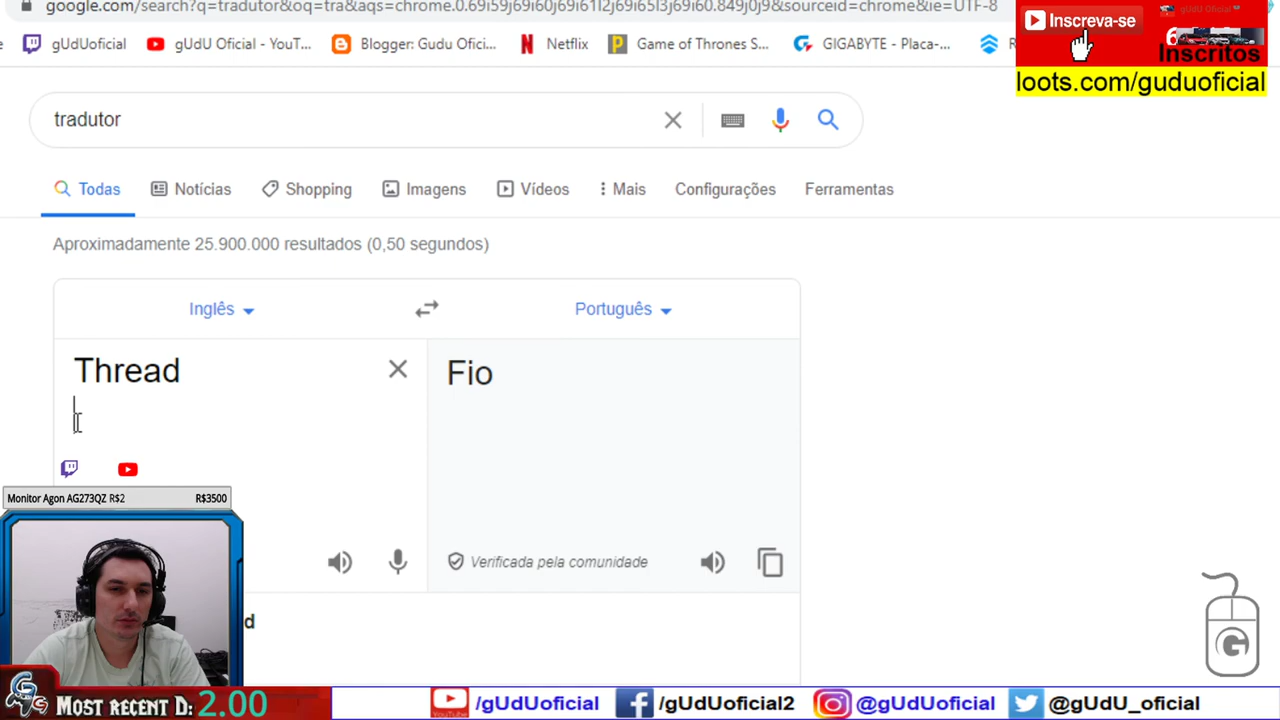 google.com/search?q=tradutor&oq=tra&aqs=chrome.0.69i59j69i60j69i61l2j69i65l3j69i60.849j0j9&sourceid=chrome&ie=UTF-8
gUdUoficial
gUdU Oficial - YouT...
Blogger: Gudu Ofici...
Netflix
Game of Thrones S...
GIGABYTE - Placa-...
Inscreva-se
gUdU Oficial
Inscritos
loots.com/guduoficial
tradutor
Todas
Notícias
Shopping
Imagens
Vídeos
Mais
Configurações
Ferramentas
Aproximadamente 25.900.000 resultados (0,50 segundos)
Inglês
Português
Thread
Fio
Verificada pela comunidade
Monitor Agon AG273QZ R$2
R$3500
d
Most recent D: 2.00
/gUdUoficial
/gUdUoficial2
@gUdUoficial
@gUdU_oficial